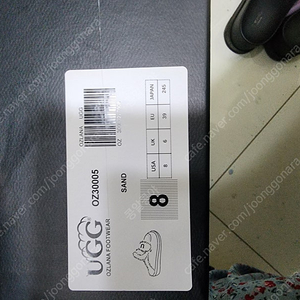 UGG
OZLANA FOOTWEAR
OZ30005
SAND
OZLANA UGG
OZ
8
USA 8
UK 6
EU 39
JAPAN 245
cafe.naver.com/joonggonara